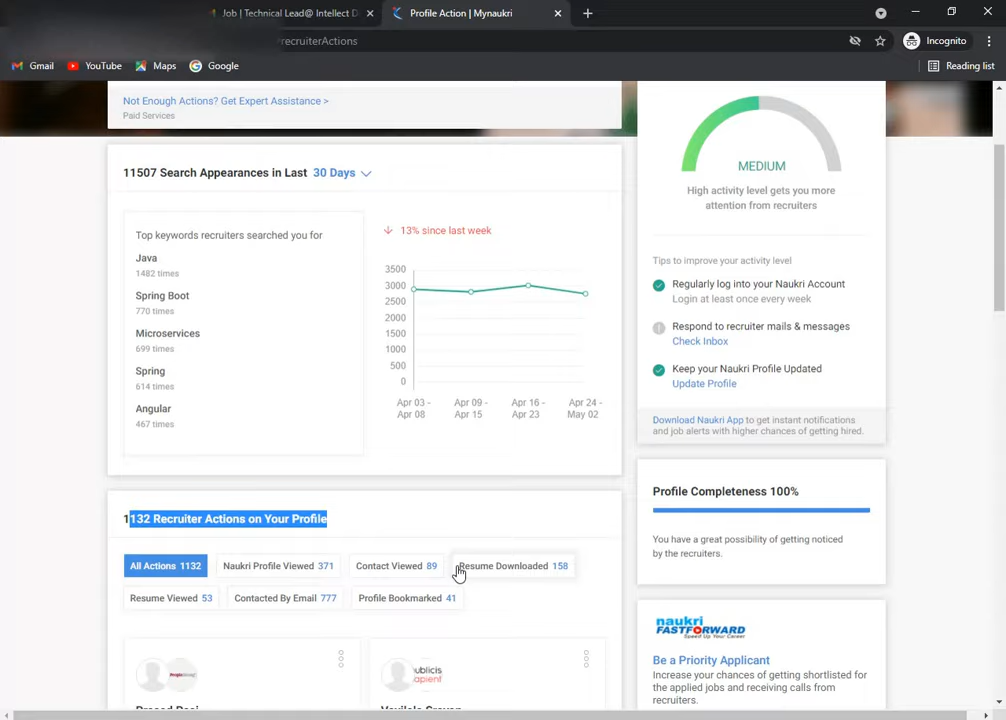 Job | Technical Lead@ Intellect D
Profile Action | Mynaukri
recruiterActions
Incognito
Gmail
YouTube
Maps
Google
Reading list
Not Enough Actions? Get Expert Assistance >
Paid Services
11507 Search Appearances in Last 30 Days
Top keywords recruiters searched you for
Java
1482 times
Spring Boot
770 times
Microservices
699 times
Spring
614 times
Angular
467 times
13% since last week
3500
3000
2500
2000
1500
1000
500
0
Apr 03 - Apr 09 - Apr 16 - Apr 24 -
Apr 08 Apr 15 Apr 23 May 02
1132 Recruiter Actions on Your Profile
All Actions 1132
Naukri Profile Viewed 371
Contact Viewed 89
Resume Downloaded 158
Resume Viewed 53
Contacted By Email 777
Profile Bookmarked 41
publicis
sapient
MEDIUM
High activity level gets you more
attention from recruiters
Tips to improve your activity level
Regularly log into your Naukri Account
Login at least once every week
Respond to recruiter mails & messages
Check Inbox
Keep your Naukri Profile Updated
Update Profile
Download Naukri App to get instant notifications
and job alerts with higher chances of getting hired.
Profile Completeness 100%
You have a great possibility of getting noticed
by the recruiters.
naukri
FASTFORWARD
Speed Up Your Career
Be a Priority Applicant
Increase your chances of getting shortlisted for
the applied jobs and receiving calls from
recruiters.